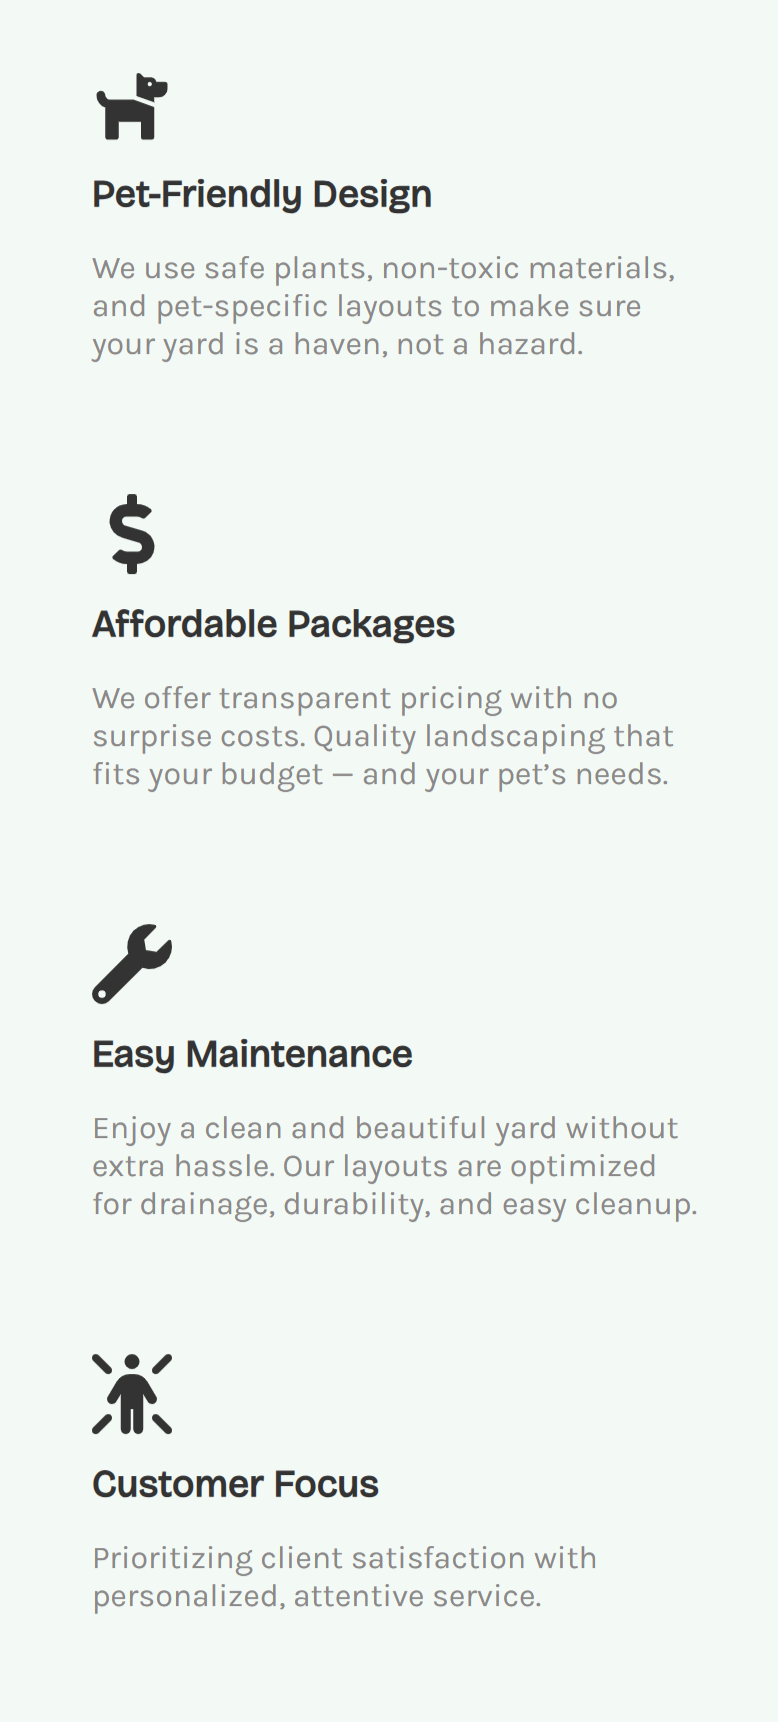 Pet-Friendly Design
We use safe plants, non-toxic materials,
and pet-specific layouts to make sure
your yard is a haven, not a hazard.
Affordable Packages
We offer transparent pricing with no
surprise costs. Quality landscaping that
fits your budget — and your pet’s needs.
Easy Maintenance
Enjoy a clean and beautiful yard without
extra hassle. Our layouts are optimized
for drainage, durability, and easy cleanup.
Customer Focus
Prioritizing client satisfaction with
personalized, attentive service.